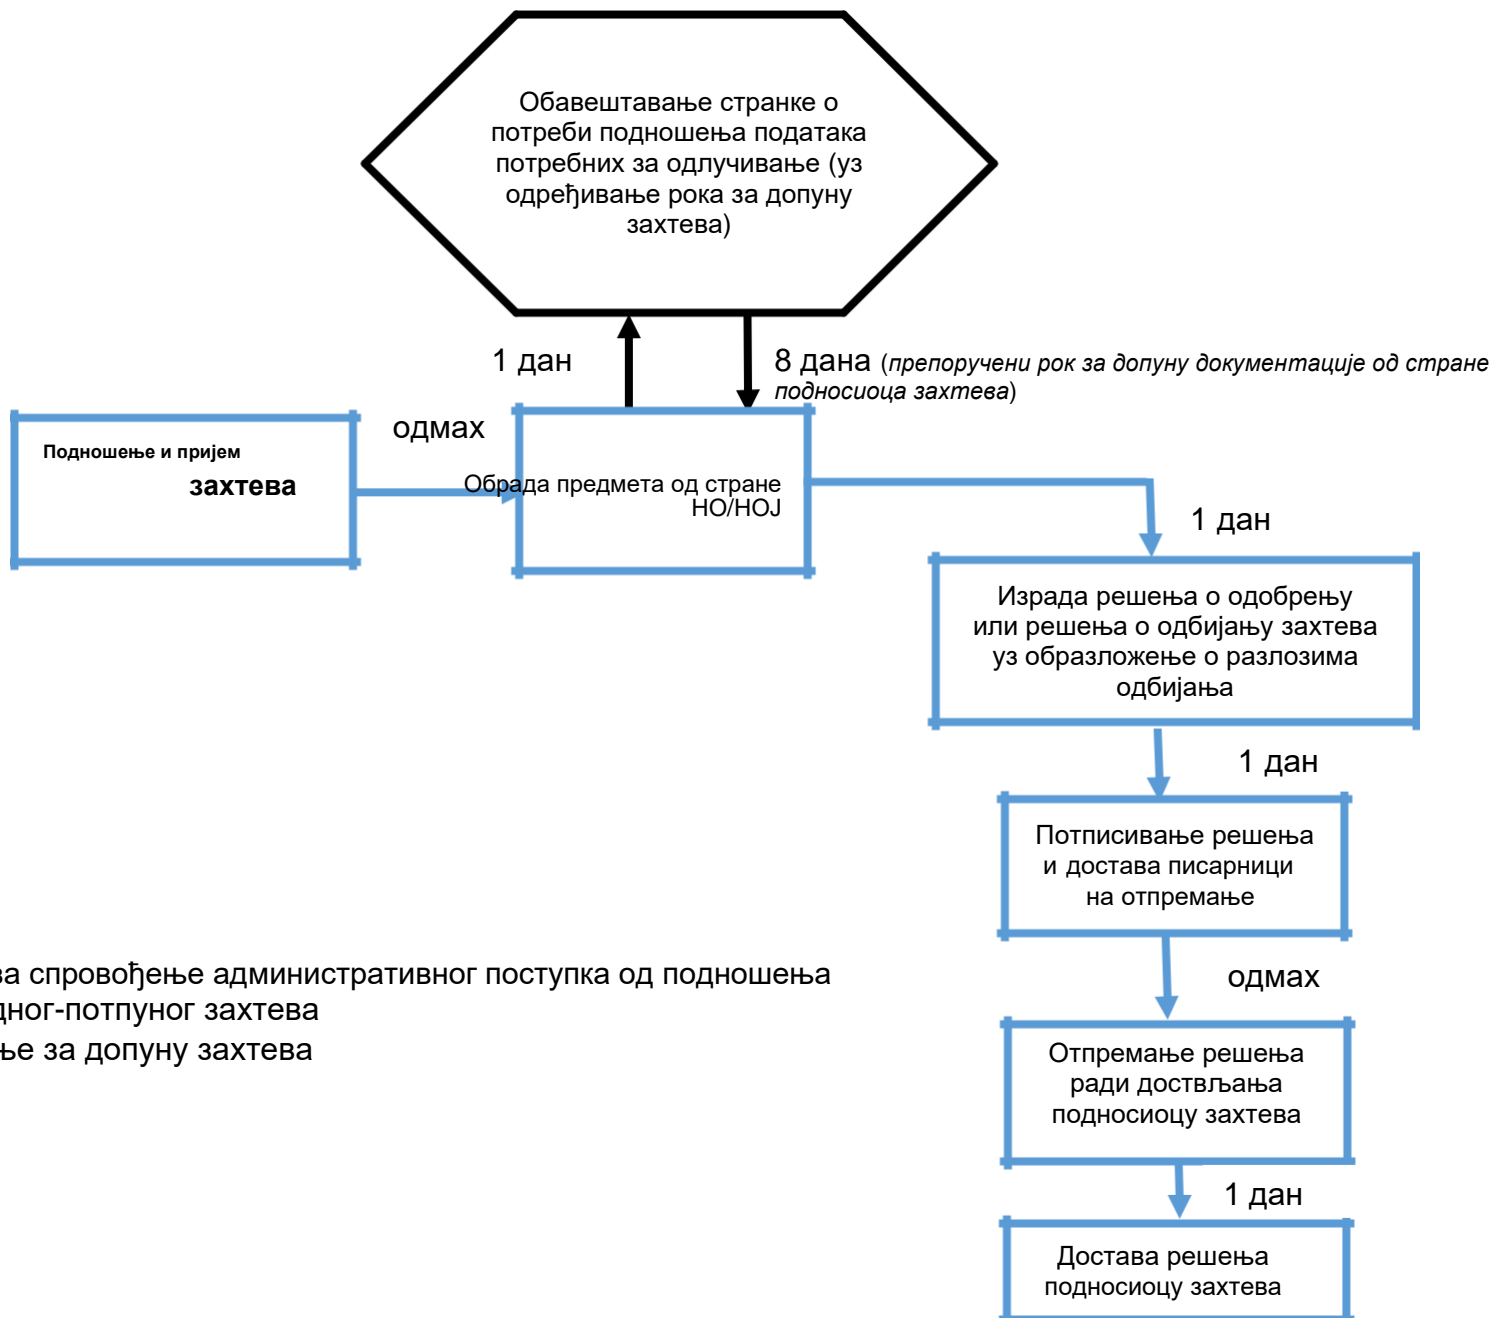 Обавештавање странке о
потреби подношења података
потребних за одлучивање (уз
одређивање рока за допуну
захтева)
1 дан
8 дана (препоручени рок за допуну документације од стране
подносиоца захтева)
Подношење и пријем
захтева
одмах
Обрада предмета од стране
НО/НОЈ
1 дан
Израда решења о одобрењу
или решења о одбијању захтева
уз образложење о разлозима
одбијања
1 дан
Потписивање решења
и достава писарници
на отпремање
одмах
Отпремање решења
ради доствљања
подносиоцу захтева
1 дан
Достава решења
подносиоцу захтева
спровођење административног поступка од подношења
захтева
за допуну захтева